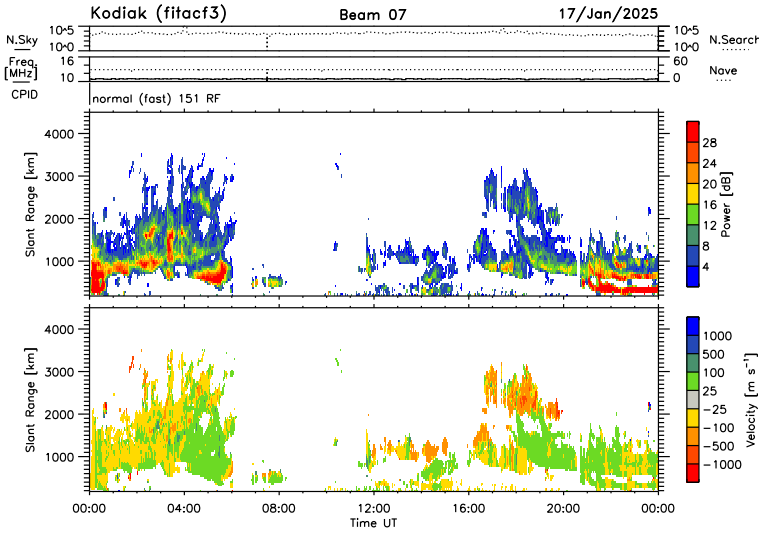 Kodiak (fitacf3) Beam 07 17/Jan/2025
N.Sky 10^5 10^0 10^5 10^0 N.Search
Freq. [MHz] 16 10 60 0 Nave
CPID normal (fast) 151 RF
Slant Range [km] 4000 3000 2000 1000
Power [dB] 28 24 20 16 12 8 4
Slant Range [km] 4000 3000 2000 1000
Velocity [m s⁻¹] 1000 500 100 25 −25 −100 −500 −1000
00:00 04:00 08:00 12:00 16:00 20:00 00:00
Time UT